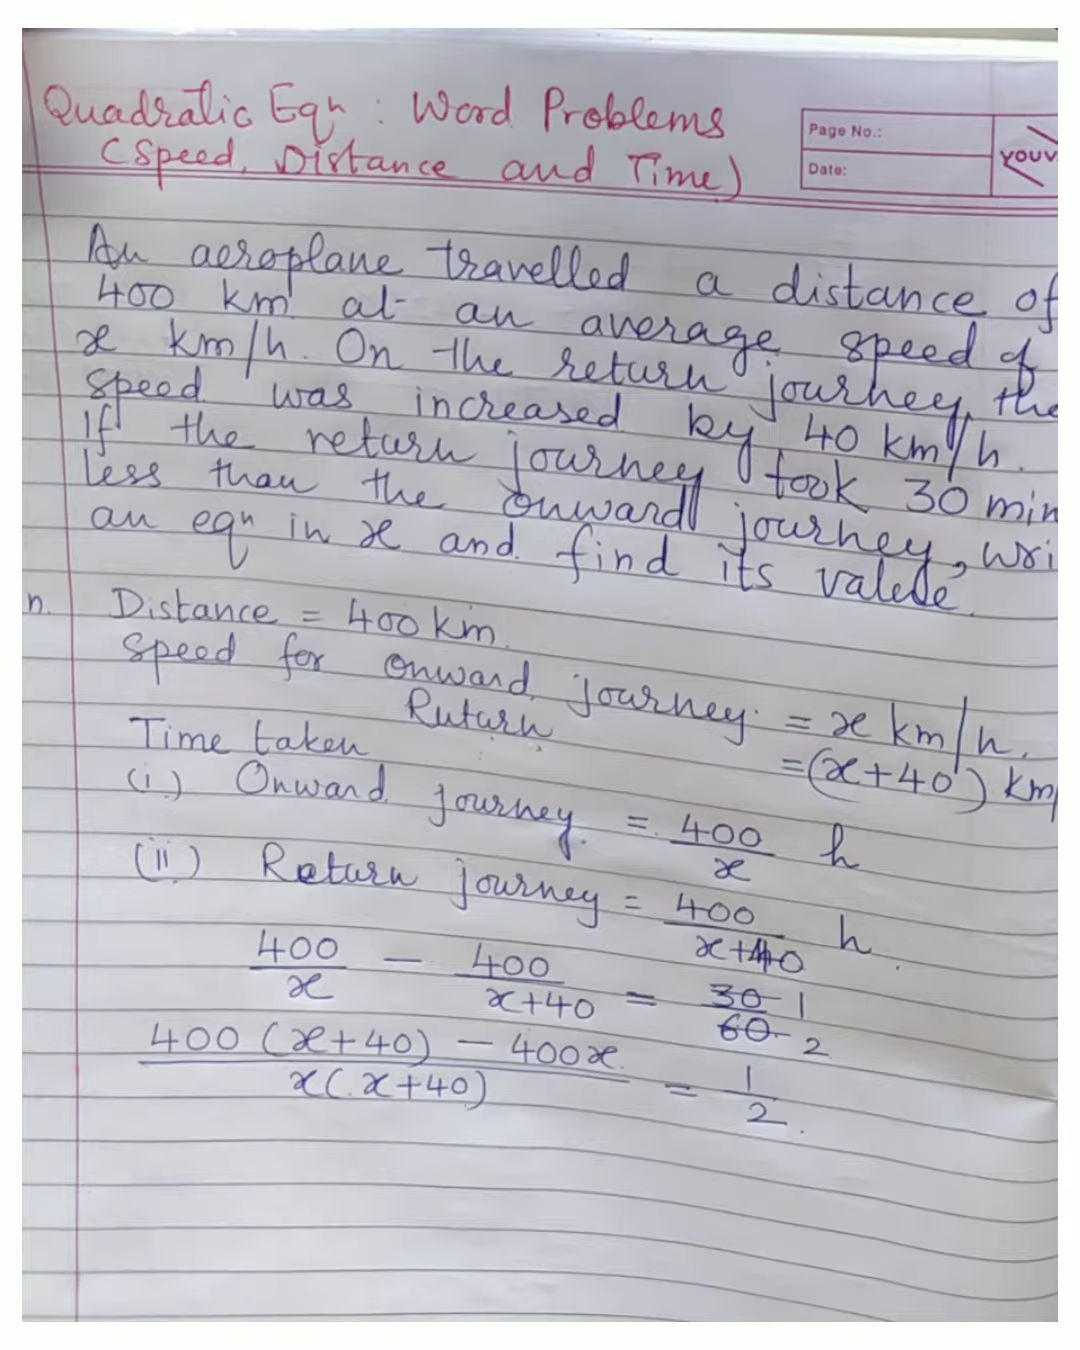 Quadratic Eqn : Word Problems
(Speed, Distance and Time)
Page No.:
Date:
YOUV
An aeroplane travelled a distance of
400 km at an average speed of
x km/h. On the return journey, the
speed was increased by 40 km/h.
If the return journey took 30 min
less than the onward journey, wri
an eqn in x and find its value.
n. Distance = 400 km.
Speed for onward journey = x km/h.
Return = (x+40) km/
Time taken
(i) Onward journey = 400/x h
(ii) Return journey = 400/x+40 h.
400/x - 400/x+40 = 30/60 1/2
400(x+40) - 400x / x(x+40) = 1/2.